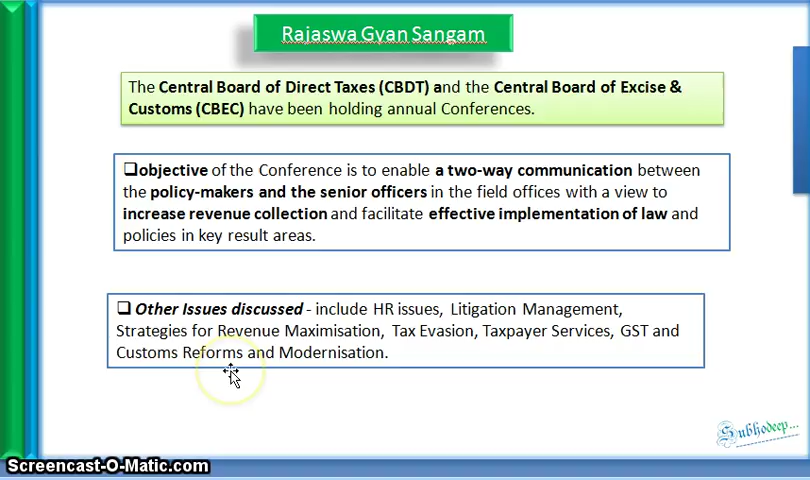 Rajaswa Gyan Sangam
The Central Board of Direct Taxes (CBDT) and the Central Board of Excise &
Customs (CBEC) have been holding annual Conferences.
❑objective of the Conference is to enable a two-way communication between
the policy-makers and the senior officers in the field offices with a view to
increase revenue collection and facilitate effective implementation of law and
policies in key result areas.
❑ Other Issues discussed - include HR issues, Litigation Management,
Strategies for Revenue Maximisation, Tax Evasion, Taxpayer Services, GST and
Customs Reforms and Modernisation.
Subhodeep...
Screencast-O-Matic.com